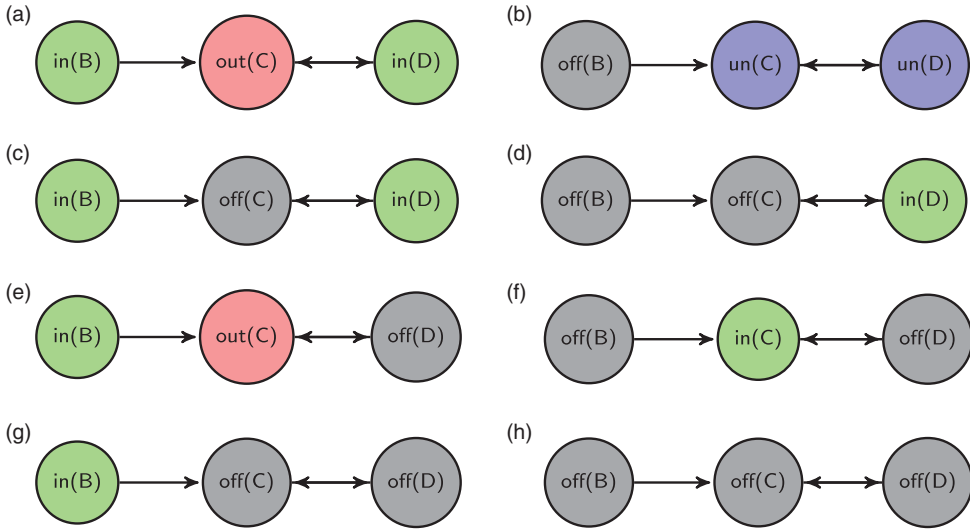 (a) (b)
in(B) out(C) in(D) off(B) un(C) un(D)
(c) (d)
in(B) off(C) in(D) off(B) off(C) in(D)
(e) (f)
in(B) out(C) off(D) off(B) in(C) off(D)
(g) (h)
in(B) off(C) off(D) off(B) off(C) off(D)